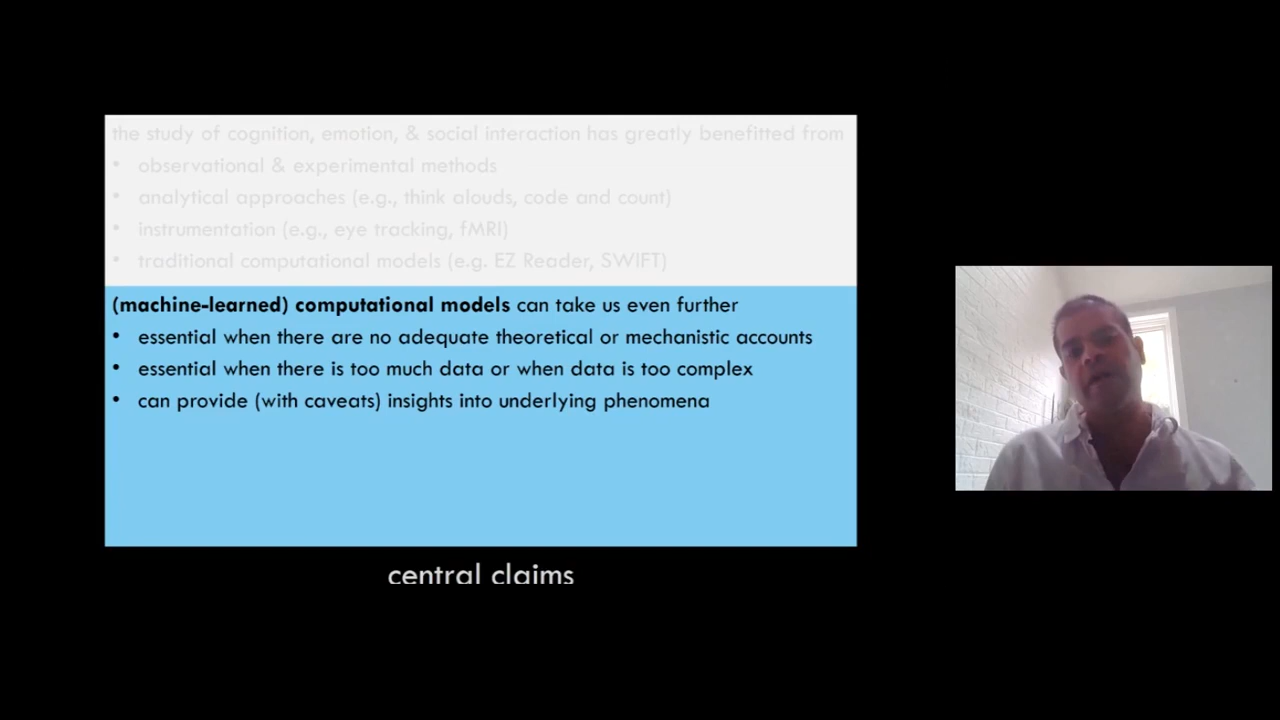 the study of cognition, emotion, & social interaction has greatly benefitted from
• observational & experimental methods
• analytical approaches (e.g., think alouds, code and count)
• instrumentation (e.g., eye tracking, fMRI)
• traditional computational models (e.g. EZ Reader, SWIFT)
(machine-learned) computational models can take us even further
• essential when there are no adequate theoretical or mechanistic accounts
• essential when there is too much data or when data is too complex
• can provide (with caveats) insights into underlying phenomena
central claims